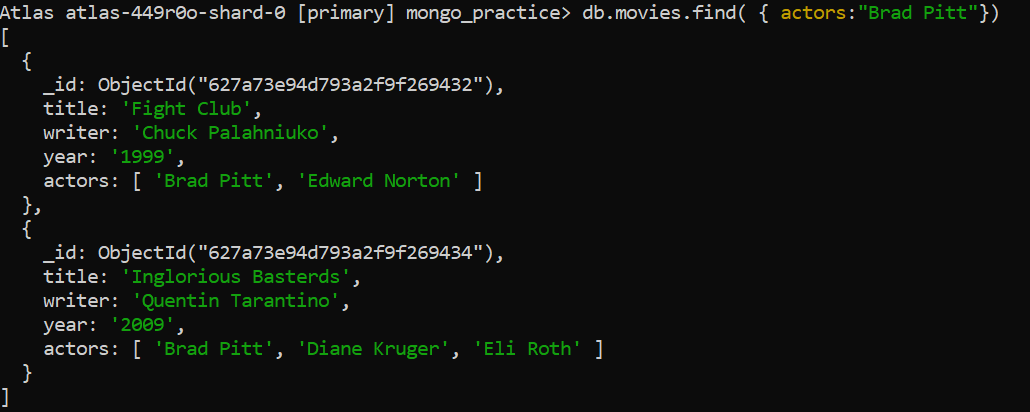 Atlas atlas-449r0o-shard-0 [primary] mongo_practice> db.movies.find( { actors:"Brad Pitt"})
[
  {
    _id: ObjectId("627a73e94d793a2f9f269432"),
    title: 'Fight Club',
    writer: 'Chuck Palahniuko',
    year: '1999',
    actors: [ 'Brad Pitt', 'Edward Norton' ]
  },
  {
    _id: ObjectId("627a73e94d793a2f9f269434"),
    title: 'Inglorious Basterds',
    writer: 'Quentin Tarantino',
    year: '2009',
    actors: [ 'Brad Pitt', 'Diane Kruger', 'Eli Roth' ]
  }
]